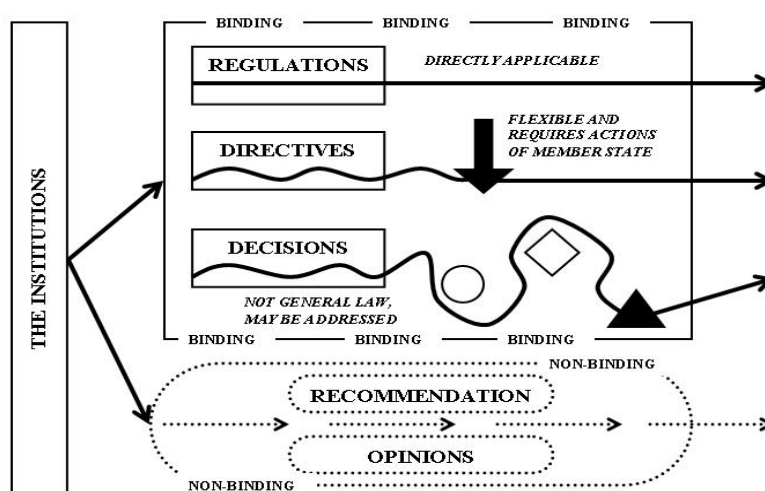 BINDING BINDING BINDING
REGULATIONS
DIRECTLY APPLICABLE
FLEXIBLE AND
REQUIRES ACTIONS
OF MEMBER STATE
DIRECTIVES
DECISIONS
NOT GENERAL LAW,
MAY BE ADDRESSED
BINDING BINDING BINDING
THE INSTITUTIONS
NON-BINDING
RECOMMENDATION
OPINIONS
NON-BINDING